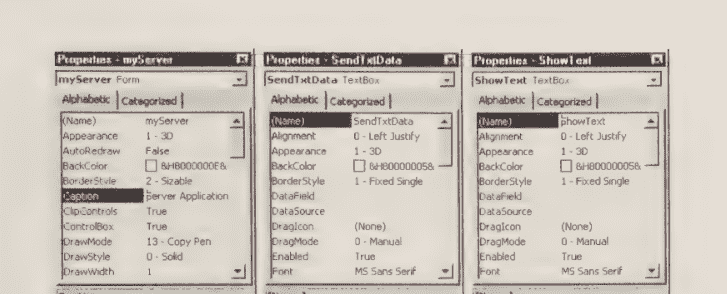 Properties - myServer
myServer Form
Alphabetic Categorized
(Name) myServer
Appearance 1 - 3D
AutoRedraw False
BackColor &H8000000F&
BorderStyle 2 - Sizable
Caption Server Application
ClipControls True
ControlBox True
DrawMode 13 - Copy Pen
DrawStyle 0 - Solid
DrawWidth 1
Properties - SendTxtData
SendTxtData TextBox
Alphabetic Categorized
(Name) SendTxtData
Alignment 0 - Left Justify
Appearance 1 - 3D
BackColor &H80000005&
BorderStyle 1 - Fixed Single
DataField
DataSource
DragIcon (None)
DragMode 0 - Manual
Enabled True
Font MS Sans Serif
Properties - ShowText
ShowText TextBox
Alphabetic Categorized
(Name) ShowText
Alignment 0 - Left Justify
Appearance 1 - 3D
BackColor &H80000005&
BorderStyle 1 - Fixed Single
DataField
DataSource
DragIcon (None)
DragMode 0 - Manual
Enabled True
Font MS Sans Serif